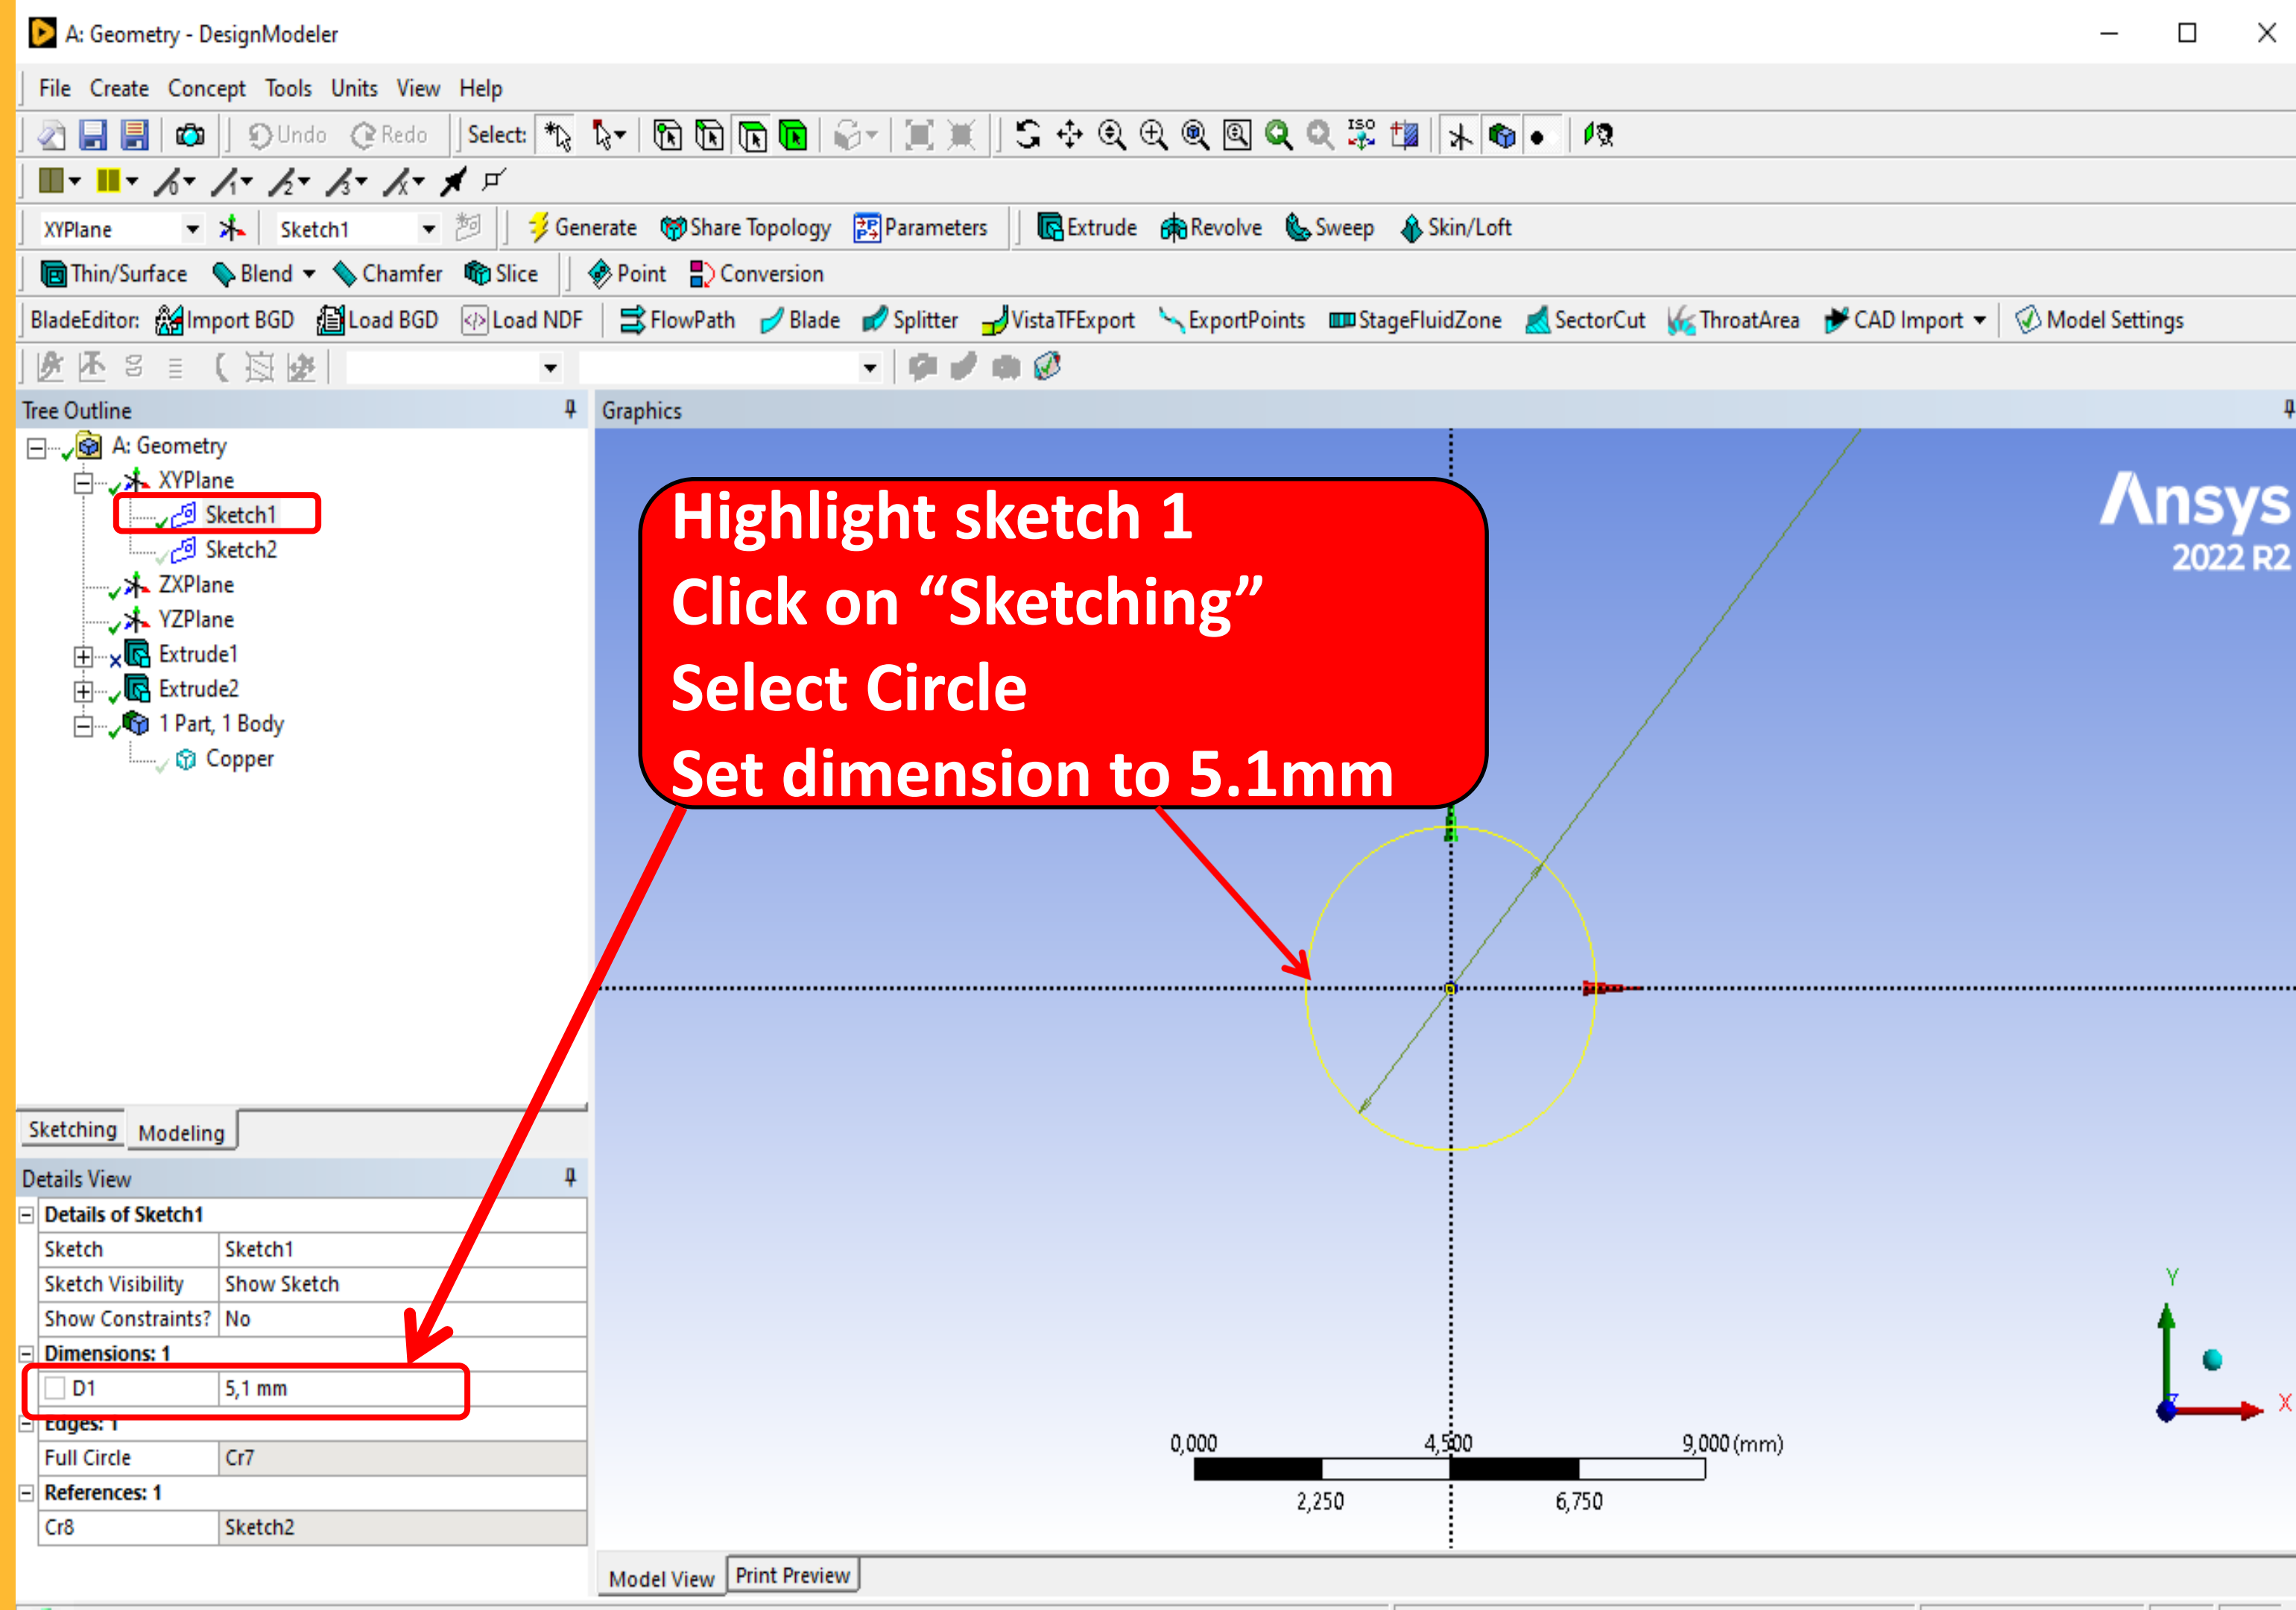 A: Geometry - DesignModeler
File Create Concept Tools Units View Help
Undo Redo Select: ISO
XYPlane Sketch1 Generate Share Topology Parameters Extrude Revolve Sweep Skin/Loft
Thin/Surface Blend Chamfer Slice Point Conversion
BladeEditor: Import BGD Load BGD Load NDF FlowPath Blade Splitter VistaTFExport ExportPoints StageFluidZone SectorCut ThroatArea CAD Import Model Settings
Tree Outline
A: Geometry
XYPlane
Sketch1
Sketch2
ZXPlane
YZPlane
Extrude1
Extrude2
1 Part, 1 Body
Copper
Sketching Modeling
Details View
Details of Sketch1
Sketch Sketch1
Sketch Visibility Show Sketch
Show Constraints? No
Dimensions: 1
D1 5,1 mm
Edges: 1
Full Circle Cr7
References: 1
Cr8 Sketch2
Graphics
Ansys
2022 R2
Highlight sketch 1
Click on “Sketching”
Select Circle
Set dimension to 5.1mm
Y
Z
X
0,000 4,500 9,000 (mm)
2,250 6,750
Model View Print Preview